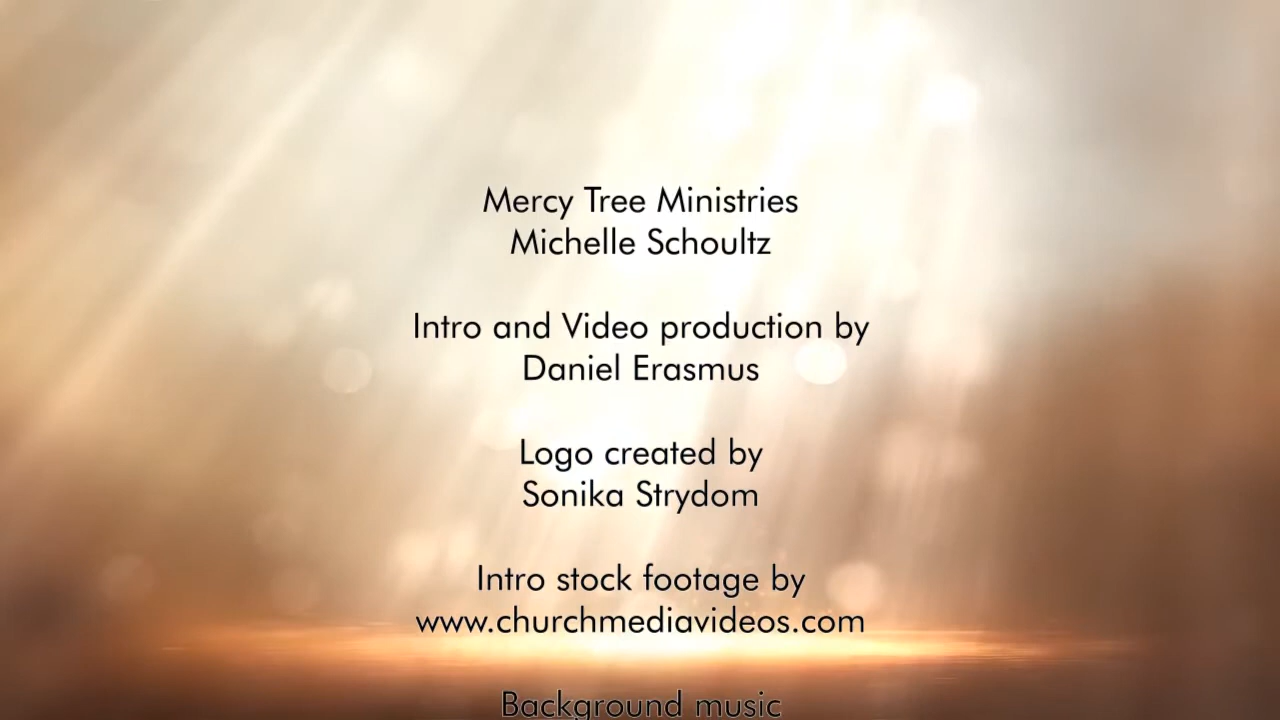 Mercy Tree Ministries
Michelle Schoultz
Intro and Video production by
Daniel Erasmus
Logo created by
Sonika Strydom
Intro stock footage by
www.churchmediavideos.com
Background music